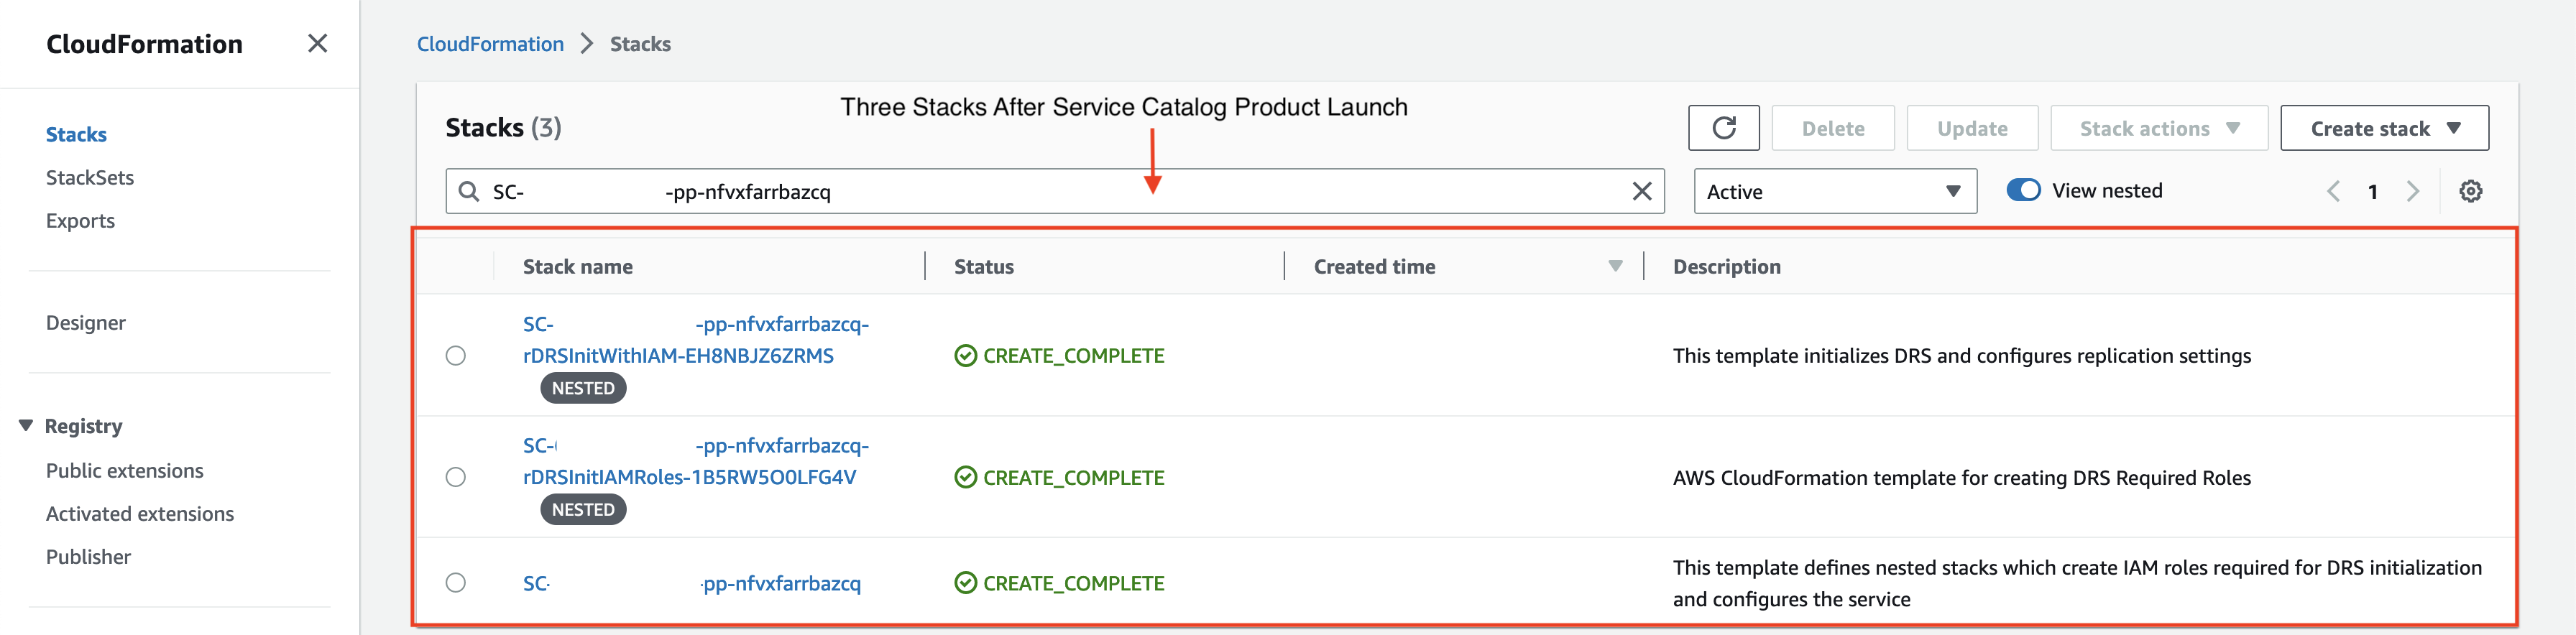 CloudFormation
Stacks
StackSets
Exports
Designer
Registry
Public extensions
Activated extensions
Publisher
CloudFormation > Stacks
Three Stacks After Service Catalog Product Launch
Stacks (3)
Delete
Update
Stack actions
Create stack
SC- -pp-nfvxfarrbazcq
Active
View nested
1
Stack name
Status
Created time
Description
SC- -pp-nfvxfarrbazcq-
rDRSInitWithIAM-EH8NBJZ6ZRMS
NESTED
CREATE_COMPLETE
This template initializes DRS and configures replication settings
SC- -pp-nfvxfarrbazcq-
rDRSInitIAMRoles-1B5RW5O0LFG4V
NESTED
CREATE_COMPLETE
AWS CloudFormation template for creating DRS Required Roles
SC- -pp-nfvxfarrbazcq
CREATE_COMPLETE
This template defines nested stacks which create IAM roles required for DRS initialization
and configures the service